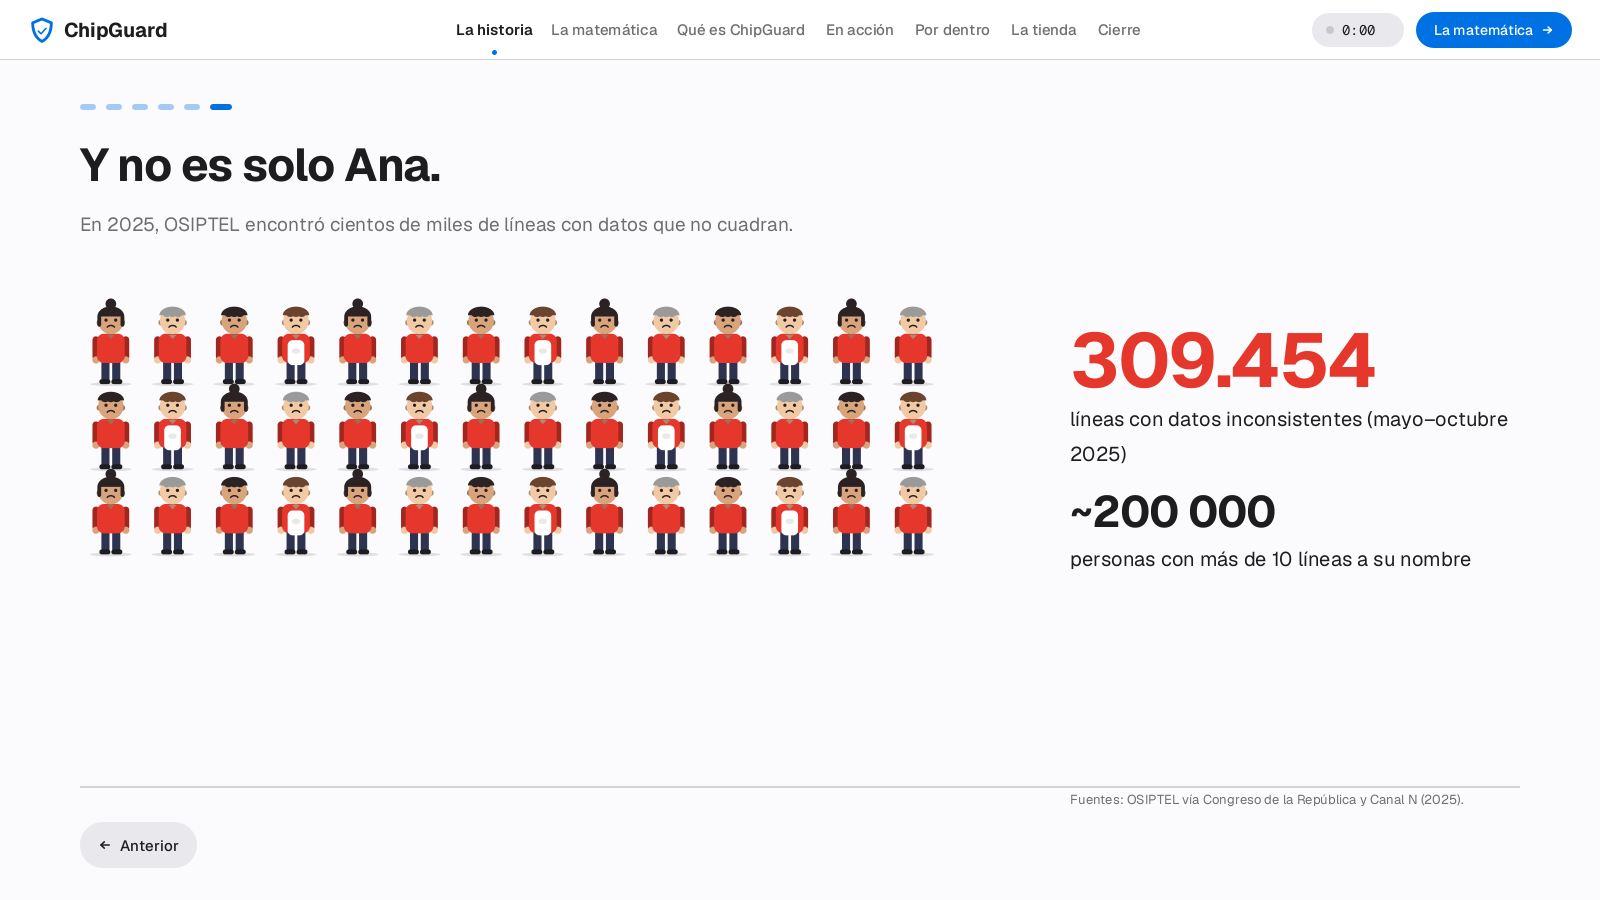 ChipGuard
La historia
La matemática
Qué es ChipGuard
En acción
Por dentro
La tienda
Cierre
0:00
La matemática →
Y no es solo Ana.
En 2025, OSIPTEL encontró cientos de miles de líneas con datos que no cuadran.
309.454
líneas con datos inconsistentes (mayo–octubre
2025)
~200 000
personas con más de 10 líneas a su nombre
Fuentes: OSIPTEL vía Congreso de la República y Canal N (2025).
← Anterior